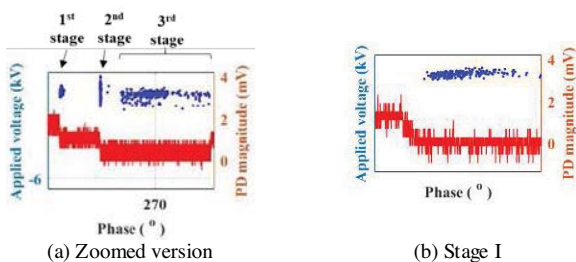 1st stage
2nd stage
3rd stage
Applied voltage (kV)
-6
4
2
0
PD magnitude (mV)
270
Phase ( ° )
(a) Zoomed version
Applied voltage (kV)
4
2
0
PD magnitude (mV)
Phase ( ° )
(b) Stage I